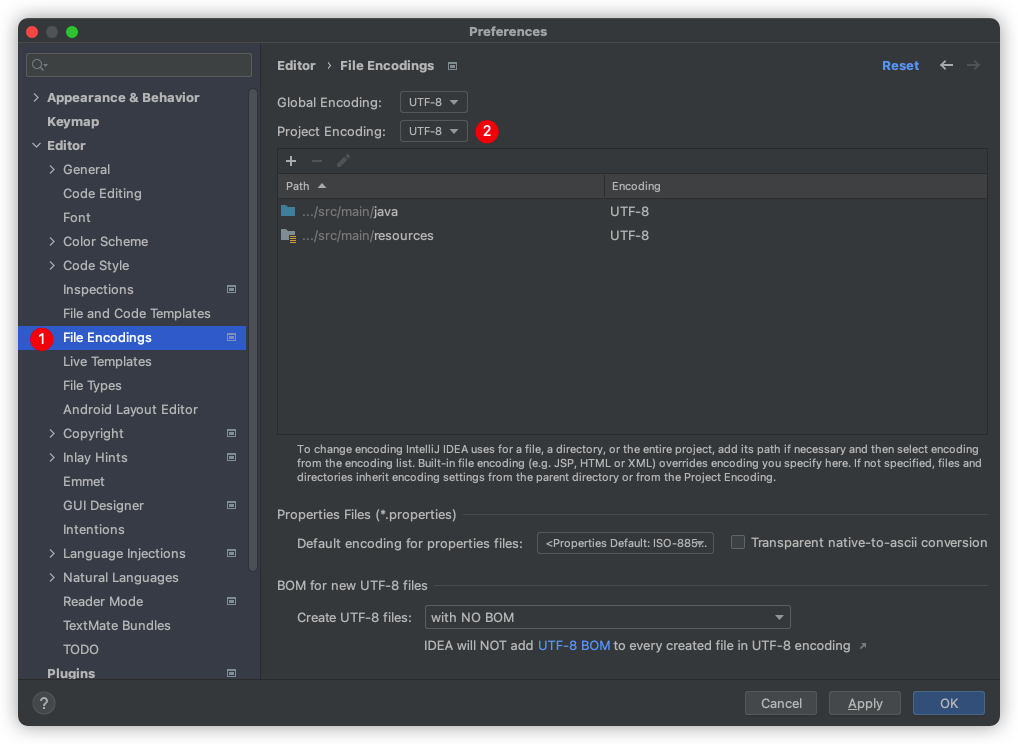 Preferences
Appearance & Behavior
Keymap
Editor
General
Code Editing
Font
Color Scheme
Code Style
Inspections
File and Code Templates
1
File Encodings
Live Templates
File Types
Android Layout Editor
Copyright
Inlay Hints
Emmet
GUI Designer
Intentions
Language Injections
Natural Languages
Reader Mode
TextMate Bundles
TODO
Plugins
Editor › File Encodings
Reset
Global Encoding: UTF-8
Project Encoding: UTF-8 2
Path Encoding
.../src/main/java UTF-8
.../src/main/resources UTF-8
To change encoding IntelliJ IDEA uses for a file, a directory, or the entire project, add its path if necessary and then select encoding
from the encoding list. Built-in file encoding (e.g. JSP, HTML or XML) overrides encoding you specify here. If not specified, files and
directories inherit encoding settings from the parent directory or from the Project Encoding.
Properties Files (*.properties)
Default encoding for properties files: <Properties Default: ISO-885... Transparent native-to-ascii conversion
BOM for new UTF-8 files
Create UTF-8 files: with NO BOM
IDEA will NOT add UTF-8 BOM to every created file in UTF-8 encoding ↗
?
Cancel
Apply
OK